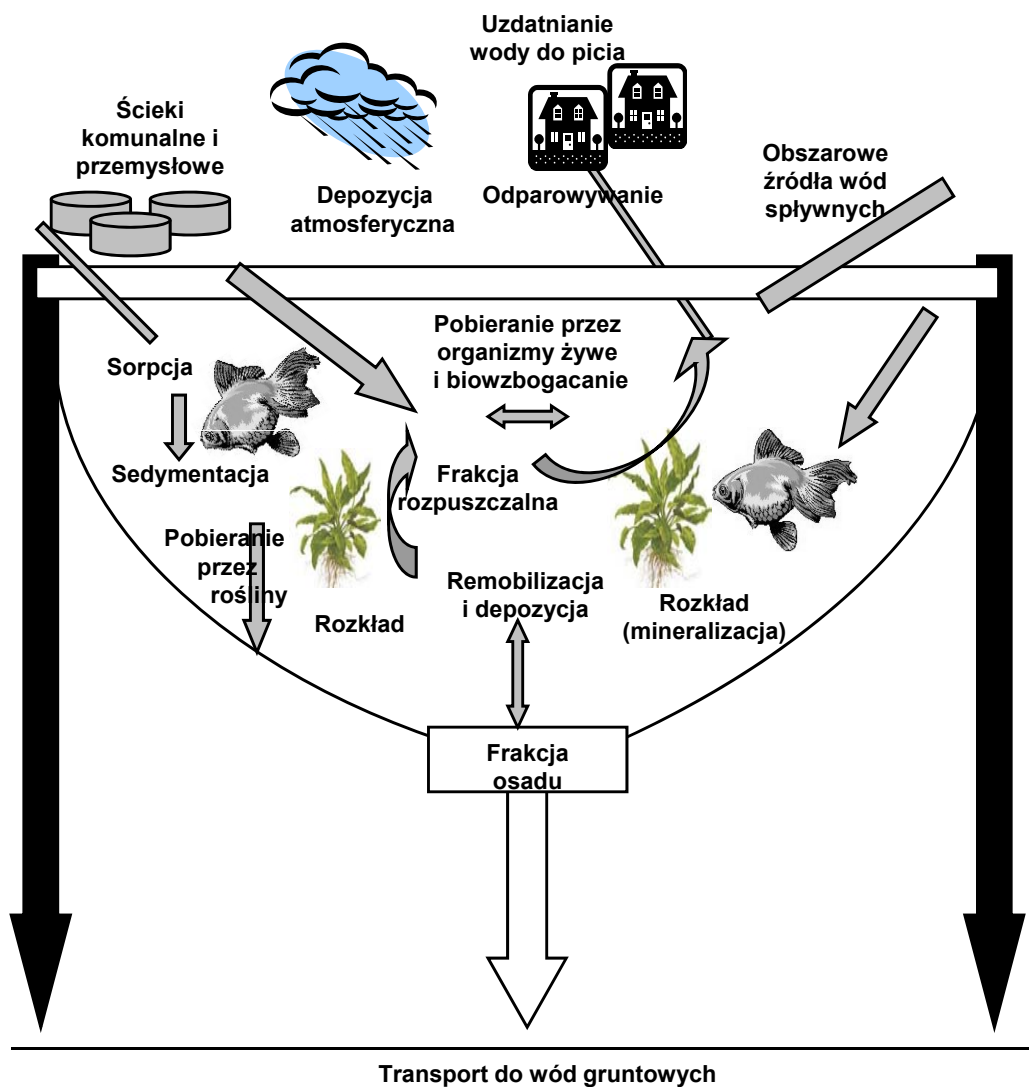 Uzdatnianie
wody do picia
Ścieki
komunalne i
przemysłowe
Depozycja
atmosferyczna
Odparowywanie
Obszarowe
źródła wód
spływnych
Pobieranie przez
organizmy żywe
i biowzbogacanie
Sorpcja
Sedymentacja
Frakcja
rozpuszczalna
Pobieranie
przez
rośliny
Rozkład
Remobilizacja
i depozycja
Rozkład
(mineralizacja)
Frakcja
osadu
Transport do wód gruntowych